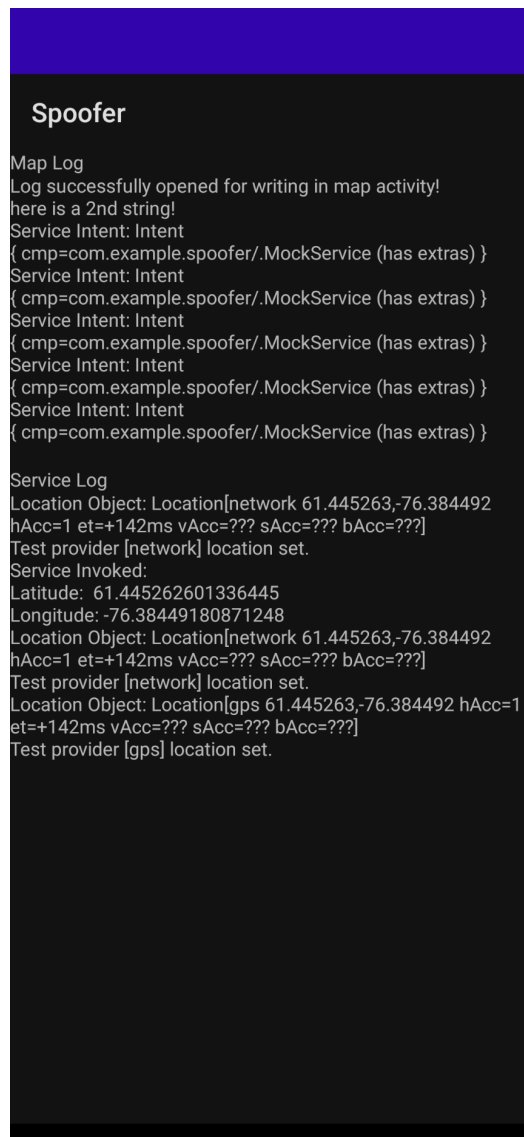 Spoofer
Map Log
Log successfully opened for writing in map activity!
here is a 2nd string!
Service Intent: Intent
{ cmp=com.example.spoofer/.MockService (has extras) }
Service Intent: Intent
{ cmp=com.example.spoofer/.MockService (has extras) }
Service Intent: Intent
{ cmp=com.example.spoofer/.MockService (has extras) }
Service Intent: Intent
{ cmp=com.example.spoofer/.MockService (has extras) }
Service Intent: Intent
{ cmp=com.example.spoofer/.MockService (has extras) }
Service Log
Location Object: Location[network 61.445263,-76.384492
hAcc=1 et=+142ms vAcc=??? sAcc=??? bAcc=???]
Test provider [network] location set.
Service Invoked:
Latitude:  61.445262601336445
Longitude: -76.38449180871248
Location Object: Location[network 61.445263,-76.384492
hAcc=1 et=+142ms vAcc=??? sAcc=??? bAcc=???]
Test provider [network] location set.
Location Object: Location[gps 61.445263,-76.384492 hAcc=1
et=+142ms vAcc=??? sAcc=??? bAcc=???]
Test provider [gps] location set.